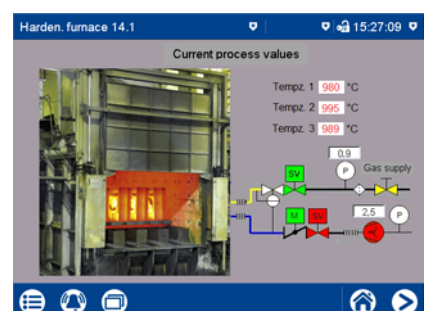 Harden. furnace 14.1
15:27:09
Current process values
Tempz. 1 980 °C
Tempz. 2 995 °C
Tempz. 3 989 °C
0,9
SV
P
Gas supply
M
SV
2,5
P